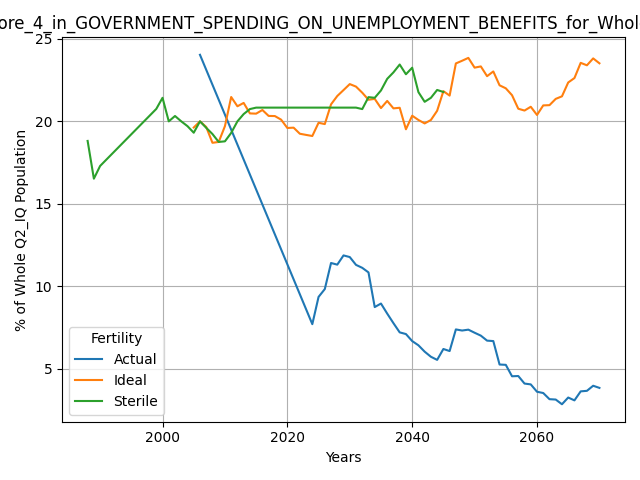 ore_4_in_GOVERNMENT_SPENDING_ON_UNEMPLOYMENT_BENEFITS_for_Whol
25
20
15
10
5
% of Whole Q2_IQ Population
Fertility
Actual
Ideal
Sterile
2000 2020 2040 2060
Years